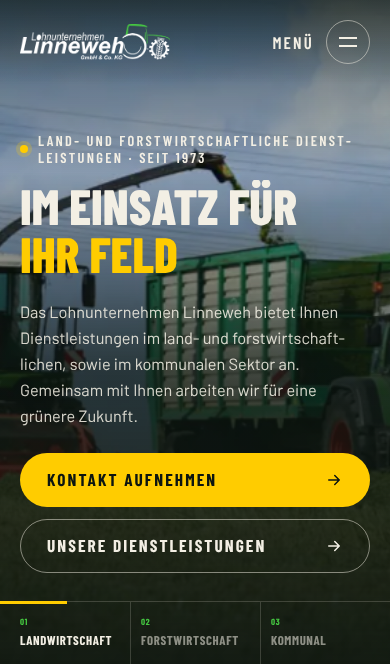 Lohnunternehmen
Linneweh
GmbH & Co. KG
MENÜ
LAND- UND FORSTWIRTSCHAFTLICHE DIENST-
LEISTUNGEN · SEIT 1973
IM EINSATZ FÜR
IHR FELD
Das Lohnunternehmen Linneweh bietet Ihnen
Dienstleistungen im land- und forstwirtschaft-
lichen, sowie im kommunalen Sektor an.
Gemeinsam mit Ihnen arbeiten wir für eine
grünere Zukunft.
KONTAKT AUFNEHMEN →
UNSERE DIENSTLEISTUNGEN →
01 02 03
LANDWIRTSCHAFT FORSTWIRTSCHAFT KOMMUNAL